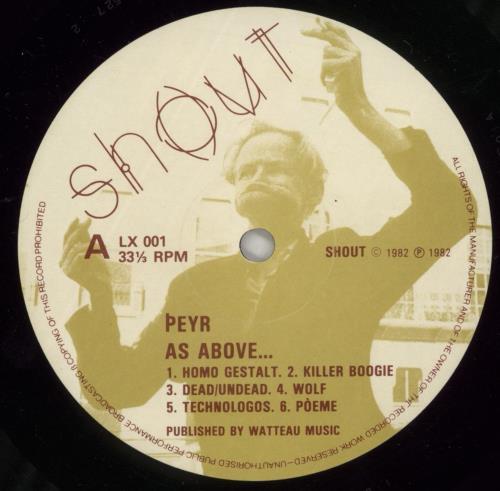 shout
A
LX 001
33⅓ RPM
SHOUT © 1982 ℗ 1982
ÞEYR
AS ABOVE...
1. HOMO GESTALT. 2. KILLER BOOGIE
3. DEAD/UNDEAD. 4. WOLF
5. TECHNOLOGOS. 6. PÒEME
PUBLISHED BY WATTEAU MUSIC
ALL RIGHTS OF THE MANUFACTURER AND OF THE OWNER OF THE RECORDED WORK RESERVED–UNAUTHORISED PUBLIC PERFORMANCE BROADCASTING & COPYING OF THIS RECORD PROHIBITED